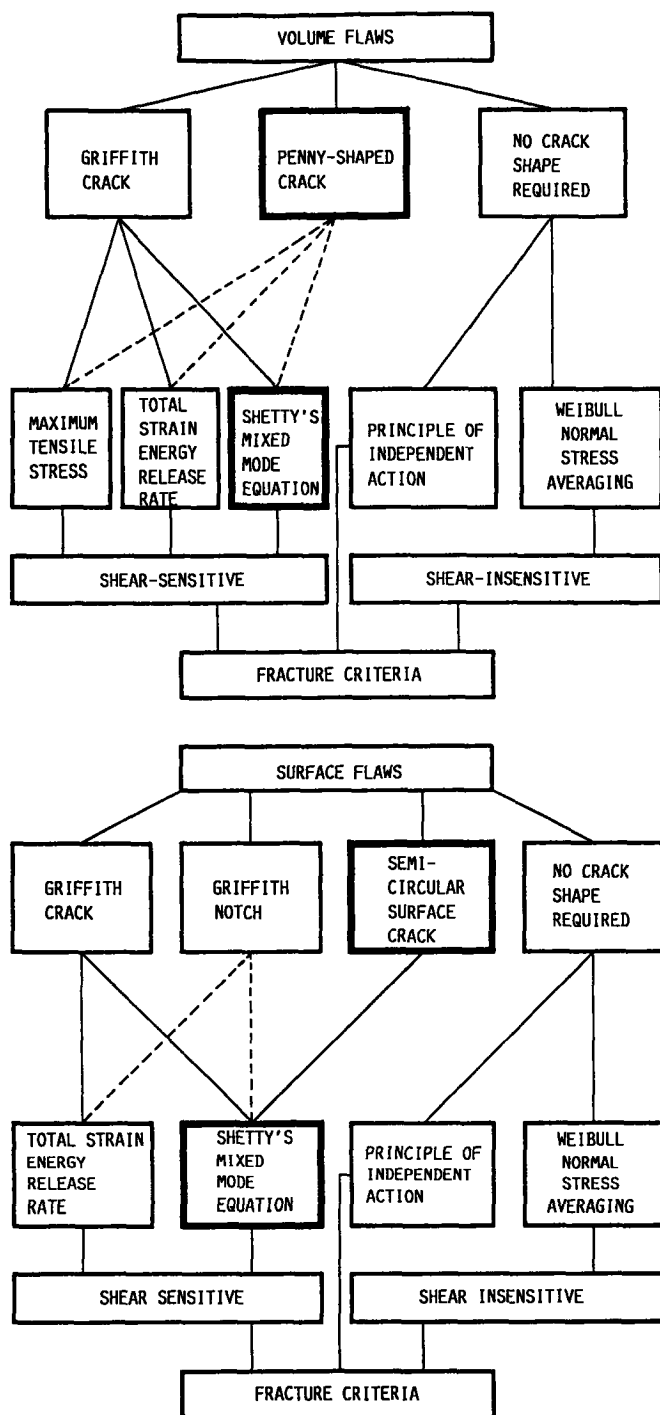 VOLUME FLAWS
GRIFFITH
CRACK
PENNY-SHAPED
CRACK
NO CRACK
SHAPE
REQUIRED
MAXIMUM
TENSILE
STRESS
TOTAL
STRAIN
ENERGY
RELEASE
RATE
SHETTY'S
MIXED
MODE
EQUATION
PRINCIPLE OF
INDEPENDENT
ACTION
WEIBULL
NORMAL
STRESS
AVERAGING
SHEAR-SENSITIVE
SHEAR-INSENSITIVE
FRACTURE CRITERIA
SURFACE FLAWS
GRIFFITH
CRACK
GRIFFITH
NOTCH
SEMI-
CIRCULAR
SURFACE
CRACK
NO CRACK
SHAPE
REQUIRED
TOTAL STRAIN
ENERGY
RELEASE
RATE
SHETTY'S
MIXED
MODE
EQUATION
PRINCIPLE OF
INDEPENDENT
ACTION
WEIBULL
NORMAL
STRESS
AVERAGING
SHEAR SENSITIVE
SHEAR INSENSITIVE
FRACTURE CRITERIA